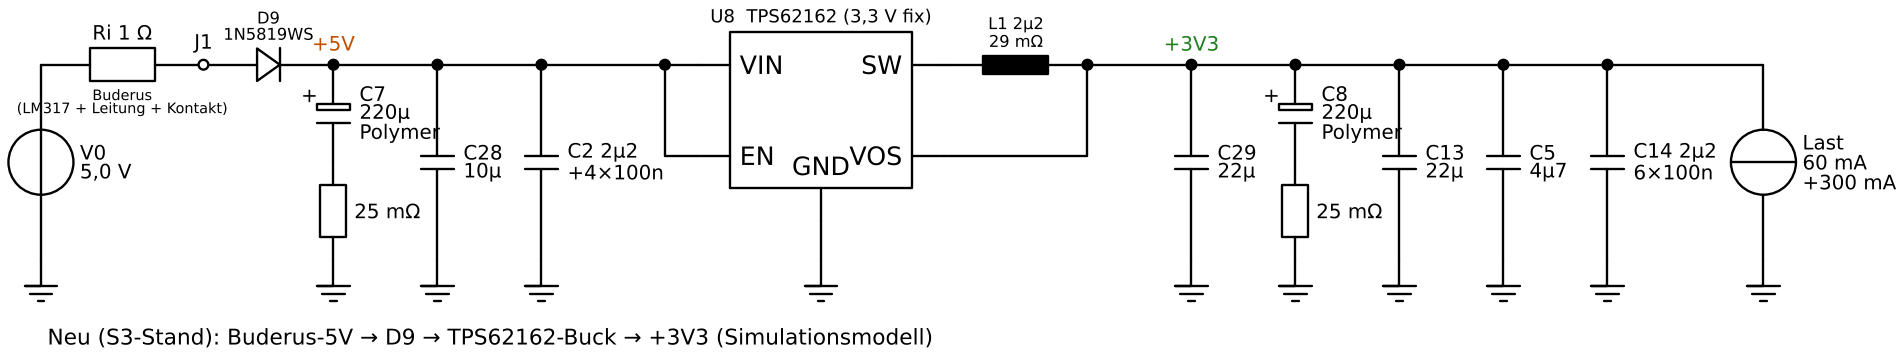 U8  TPS62162 (3,3 V fix)
D9
1N5819WS
Ri 1 Ω
J1
+5V
L1 2µ2
29 mΩ
+3V3
VIN
SW
EN
GND
VOS
Buderus
(LM317 + Leitung + Kontakt)
V0
5,0 V
+
C7
220µ
Polymer
25 mΩ
C28
10µ
C2 2µ2
+4×100n
C29
22µ
+
C8
220µ
Polymer
25 mΩ
C13
22µ
C5
4µ7
C14 2µ2
6×100n
Last
60 mA
+300 mA
Neu (S3-Stand): Buderus-5V → D9 → TPS62162-Buck → +3V3 (Simulationsmodell)